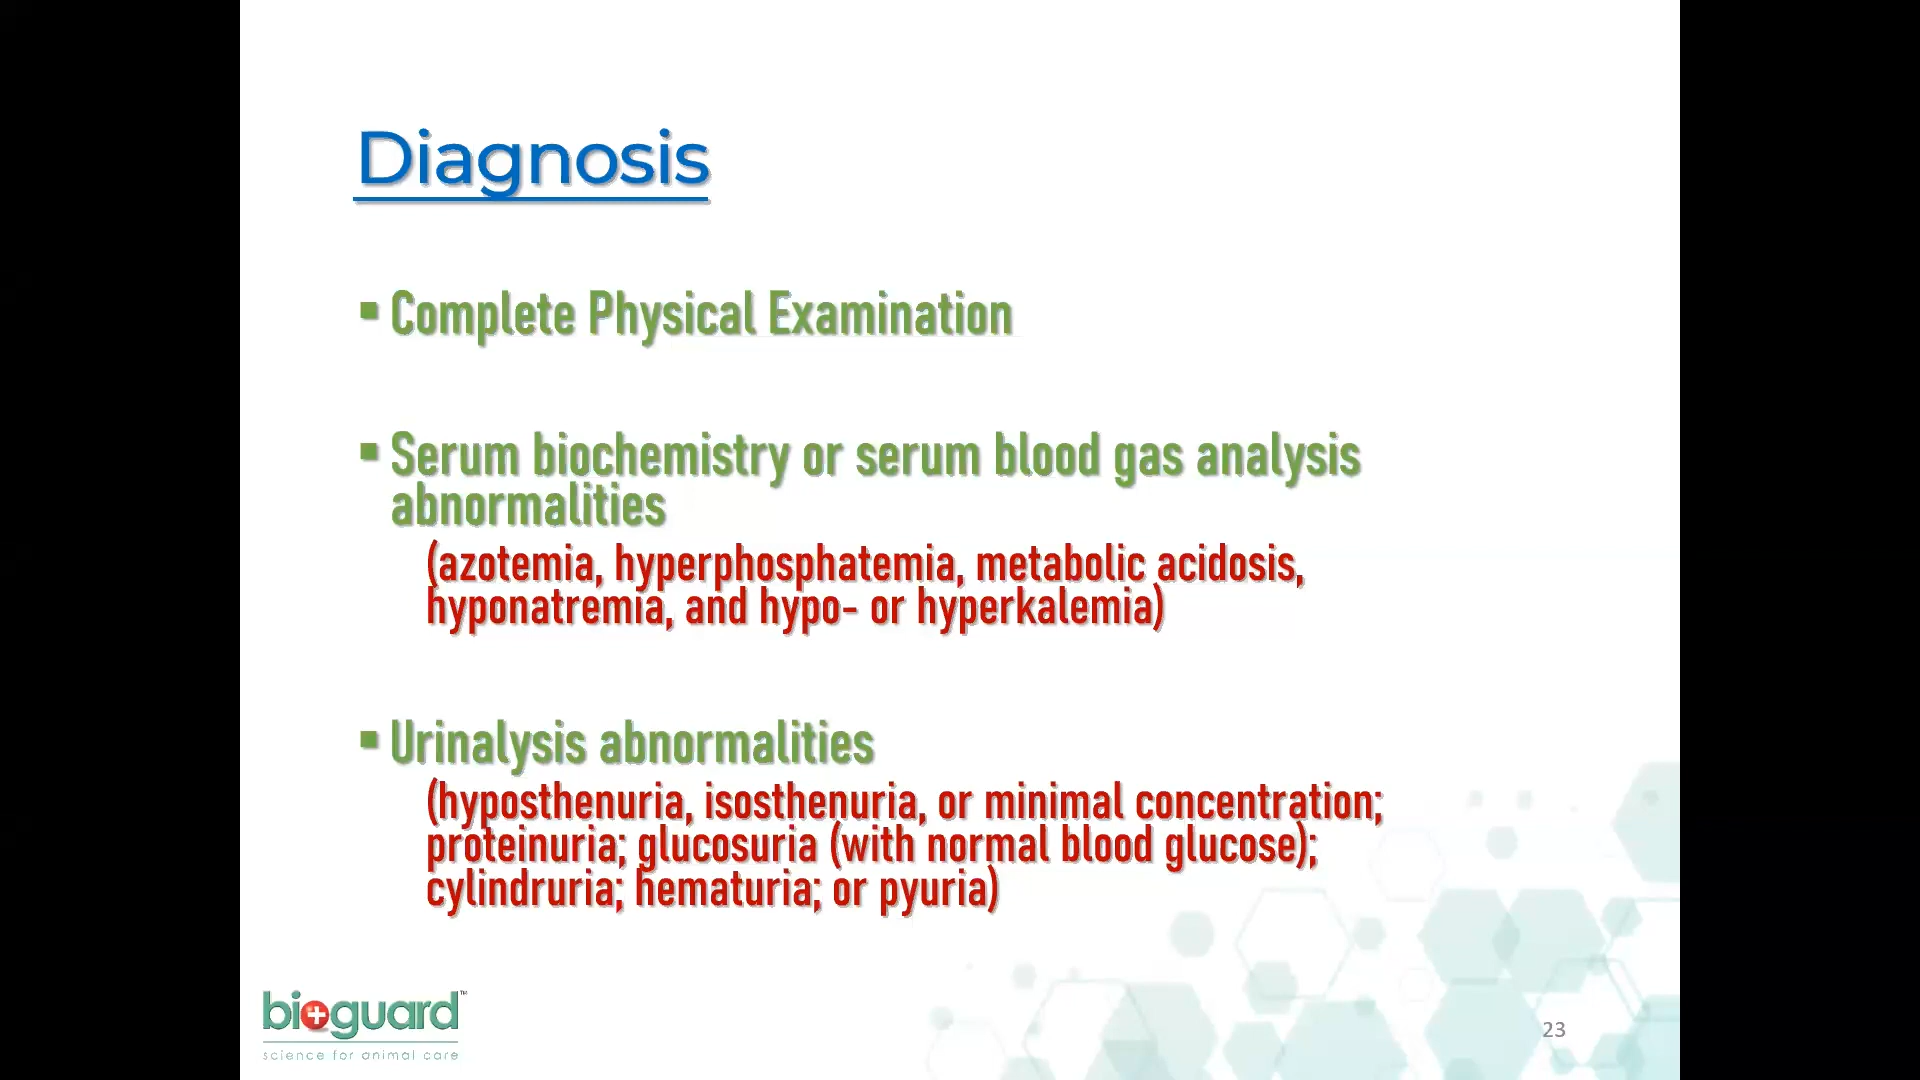 Diagnosis
▪ Complete Physical Examination
▪ Serum biochemistry or serum blood gas analysis
abnormalities
(azotemia, hyperphosphatemia, metabolic acidosis,
hyponatremia, and hypo- or hyperkalemia)
▪ Urinalysis abnormalities
(hyposthenuria, isosthenuria, or minimal concentration;
proteinuria; glucosuria (with normal blood glucose);
cylindruria; hematuria; or pyuria)
bioguard™
science for animal care
23